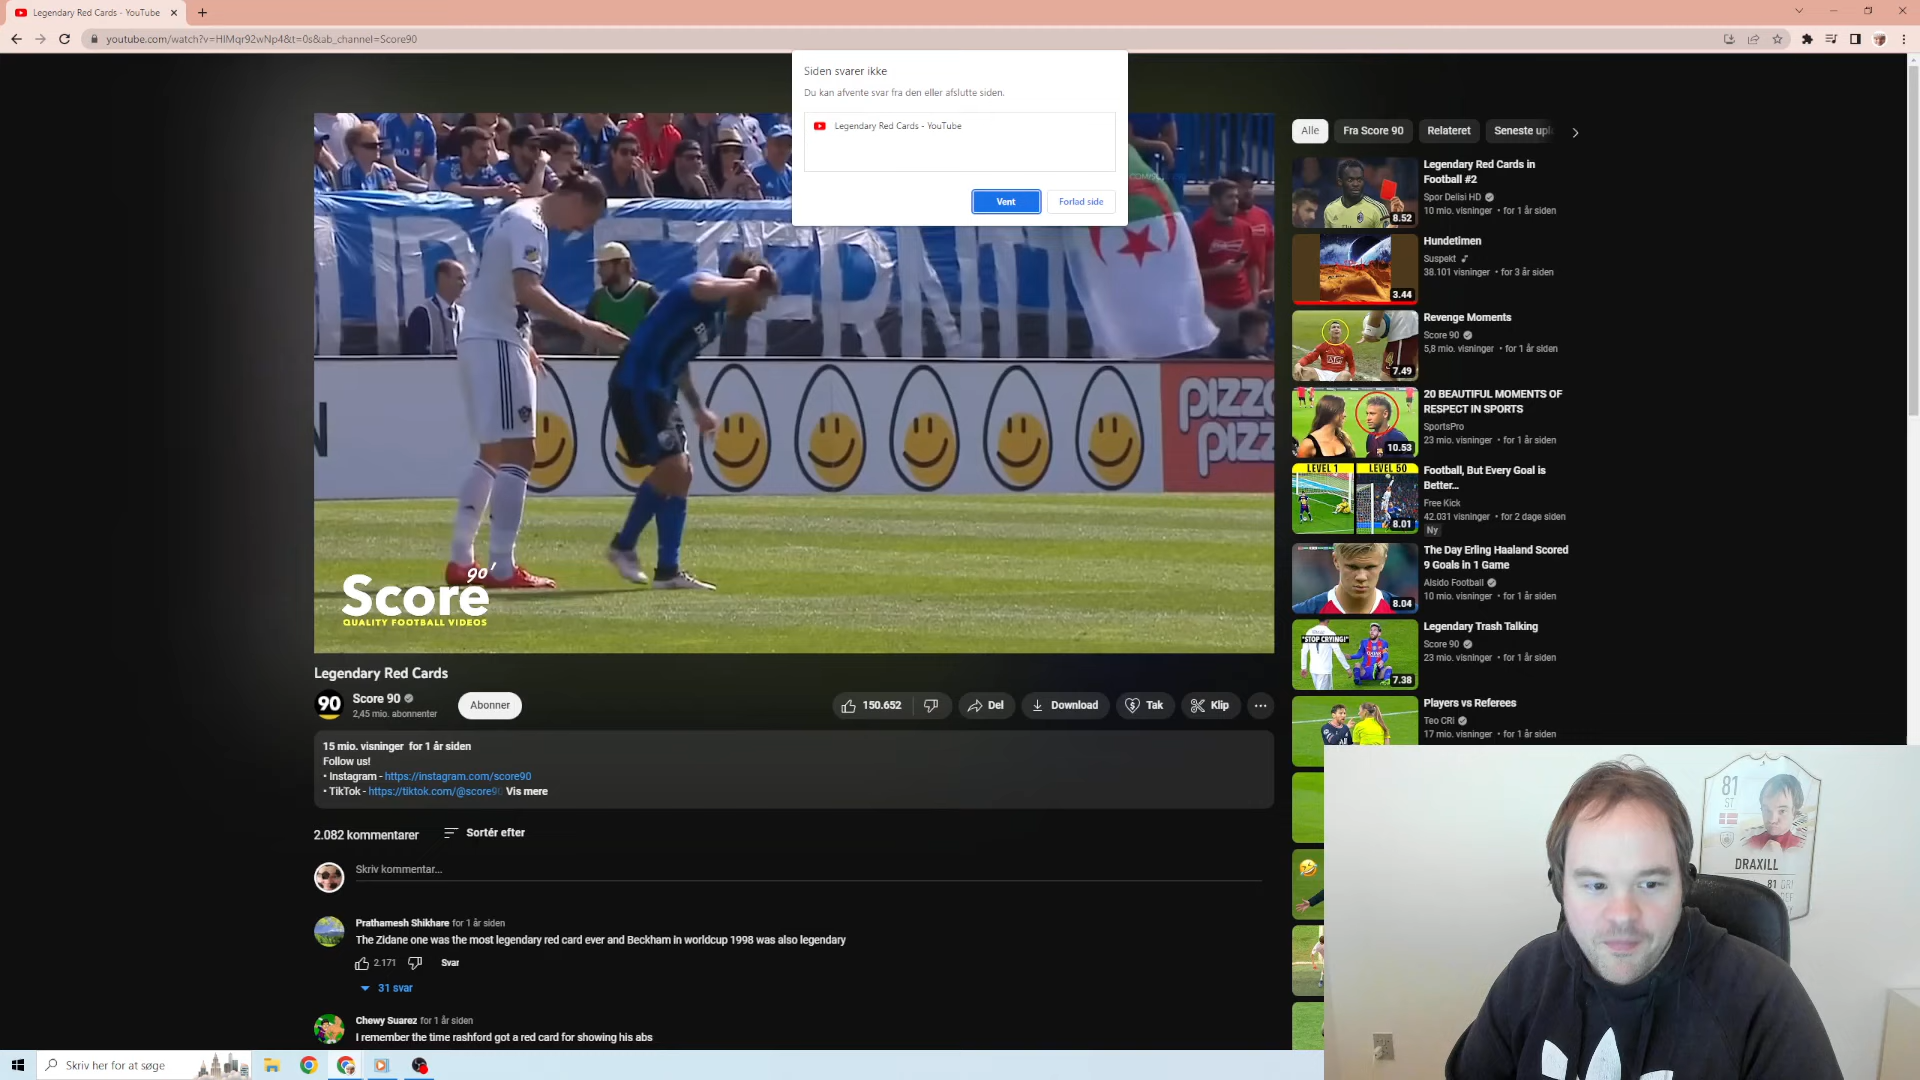 Legendary Red Cards - YouTube
youtube.com/watch?v=HIMqr92wNp4&t=0s&ab_channel=Score90
Siden svarer ikke
Du kan afvente svar fra den eller afslutte siden.
Legendary Red Cards - YouTube
Vent
Forlad side
ETERNI
PIZZA
PIZZ
90'
Score
QUALITY FOOTBALL VIDEOS
Alle
Fra Score 90
Relateret
Seneste upl
Legendary Red Cards in
Football #2
Spor Delisi HD
10 mio. visninger • for 1 år siden
8.52
Hundetimen
Suspekt
38.101 visninger • for 3 år siden
3.44
Revenge Moments
Score 90
5,8 mio. visninger • for 1 år siden
7.49
20 BEAUTIFUL MOMENTS OF
RESPECT IN SPORTS
SportsPro
23 mio. visninger • for 1 år siden
10.53
LEVEL 1 LEVEL 50
Football, But Every Goal is
Better...
Free Kick
42.031 visninger • for 2 dage siden
8.01
Ny
The Day Erling Haaland Scored
9 Goals in 1 Game
Alsido Football
10 mio. visninger • for 1 år siden
8.04
Legendary Trash Talking
"STOP CRYING!"
Score 90
23 mio. visninger • for 1 år siden
7.38
Players vs Referees
Teo CRi
17 mio. visninger • for 1 år siden
Legendary Red Cards
90
Score 90
2,45 mio. abonnenter
Abonner
150.652
Del
Download
Tak
Klip
15 mio. visninger for 1 år siden
Follow us!
• Instagram - https://instagram.com/score90
• TikTok - https://tiktok.com/@score90 Vis mere
2.082 kommentarer
Sortér efter
Skriv kommentar...
Prathamesh Shikhare for 1 år siden
The Zidane one was the most legendary red card ever and Beckham in worldcup 1998 was also legendary
2.171
Svar
31 svar
Chewy Suarez for 1 år siden
I remember the time rashford got a red card for showing his abs
81
ST
DRAXILL
81 DRI
Skriv her for at søge